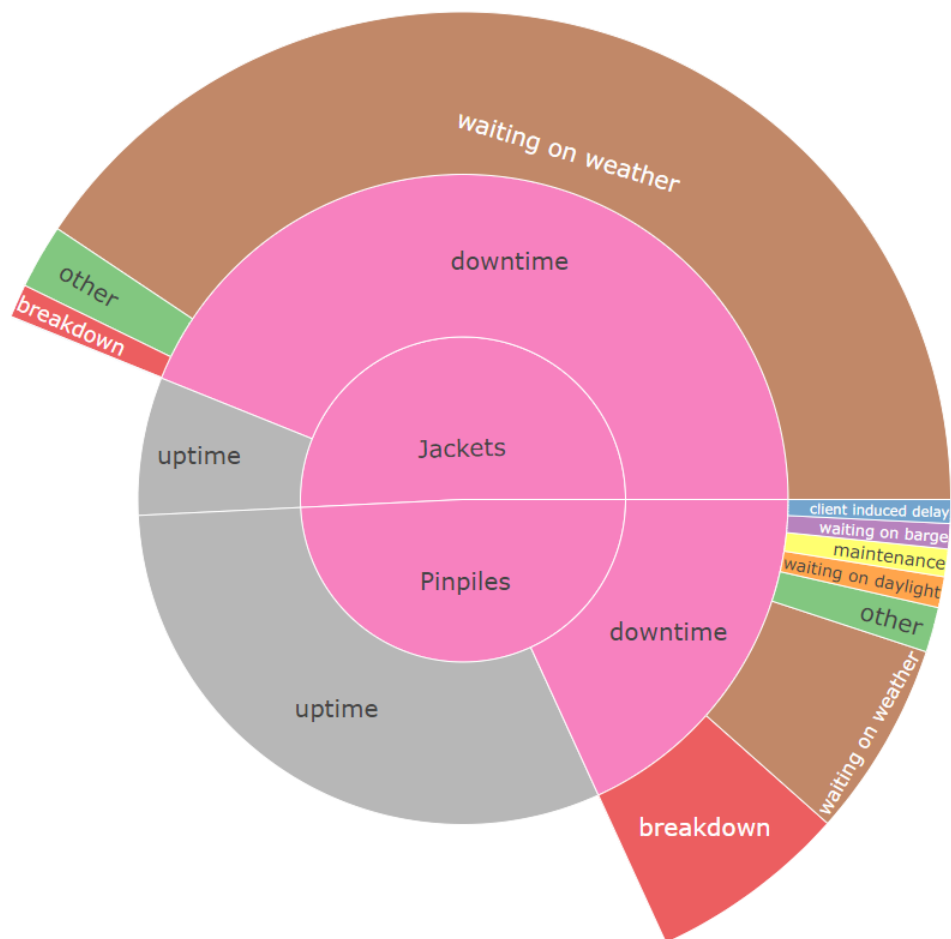 waiting on weather
downtime
other
breakdown
Jackets
uptime
client induced delay
waiting on barge
maintenance
waiting on daylight
Pinpiles
other
downtime
waiting on weather
uptime
breakdown